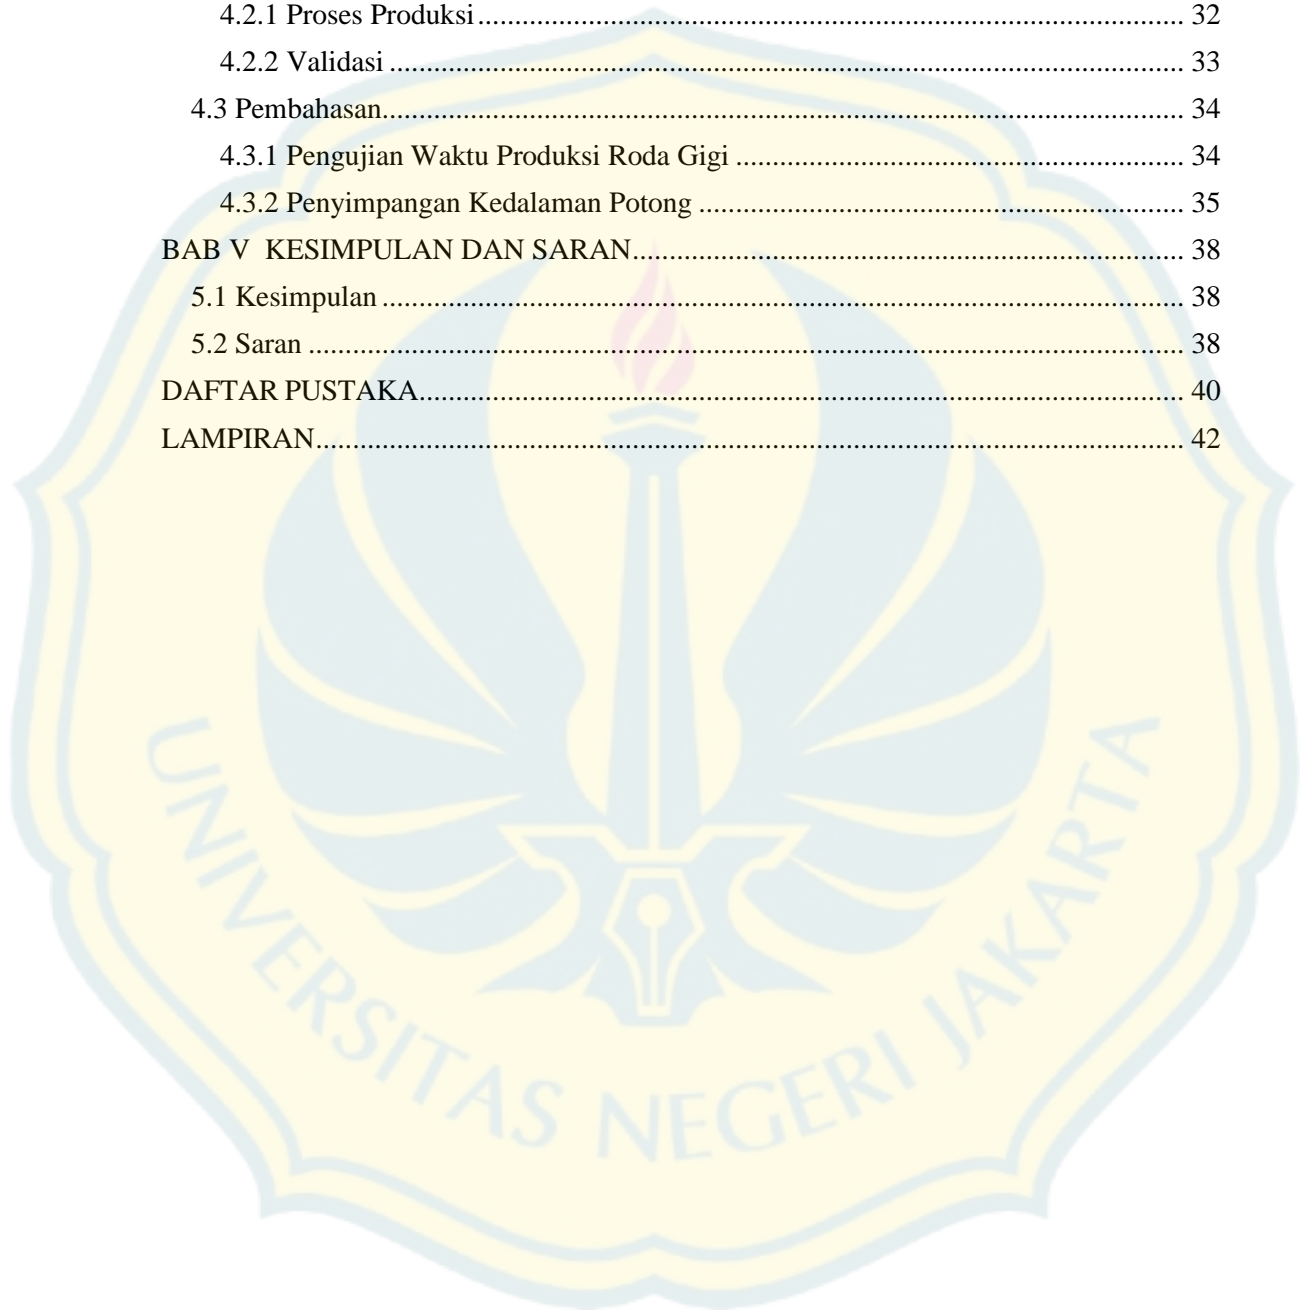 4.2.1 Proses Produksi ........ 32
4.2.2 Validasi ........ 33
4.3 Pembahasan ........ 34
4.3.1 Pengujian Waktu Produksi Roda Gigi ........ 34
4.3.2 Penyimpangan Kedalaman Potong ........ 35
BAB V  KESIMPULAN DAN SARAN ........ 38
5.1 Kesimpulan ........ 38
5.2 Saran ........ 38
DAFTAR PUSTAKA ........ 40
LAMPIRAN ........ 42
UNIVERSITAS NEGERI JAKARTA